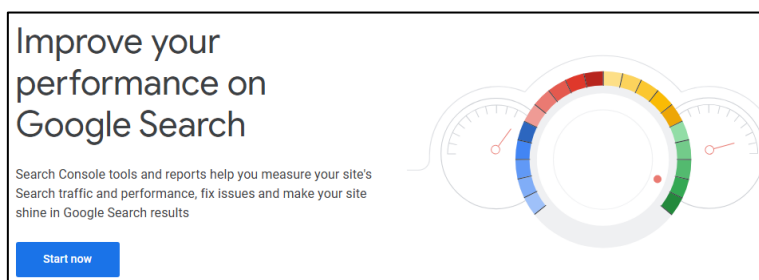 Improve your
performance on
Google Search
Search Console tools and reports help you measure your site's
Search traffic and performance, fix issues and make your site
shine in Google Search results
Start now